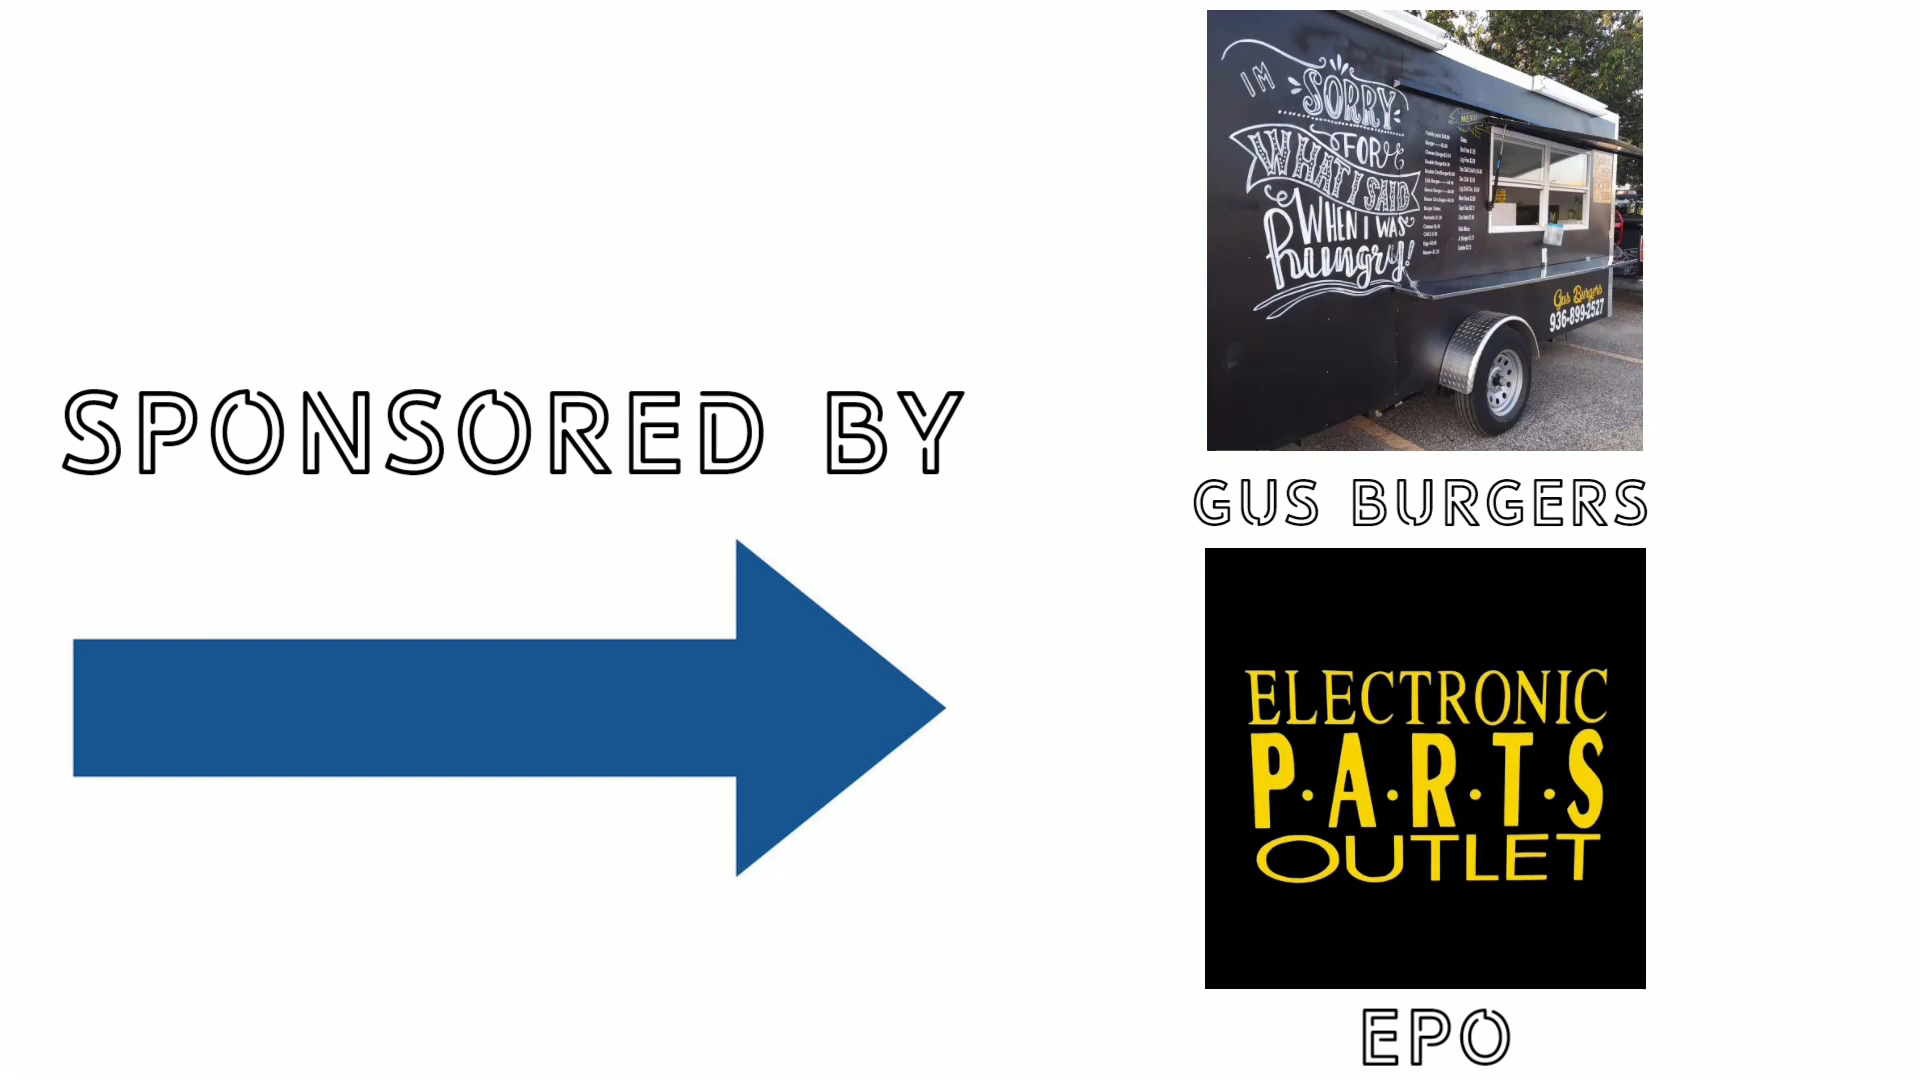 SPONSORED BY
I'M SORRY
FOR
WHAT I SAID
WHEN I WAS
hungry!
MENU
Gus Burgers
936-899-2527
GUS BURGERS
ELECTRONIC
P.A.R.T.S
OUTLET
EPO